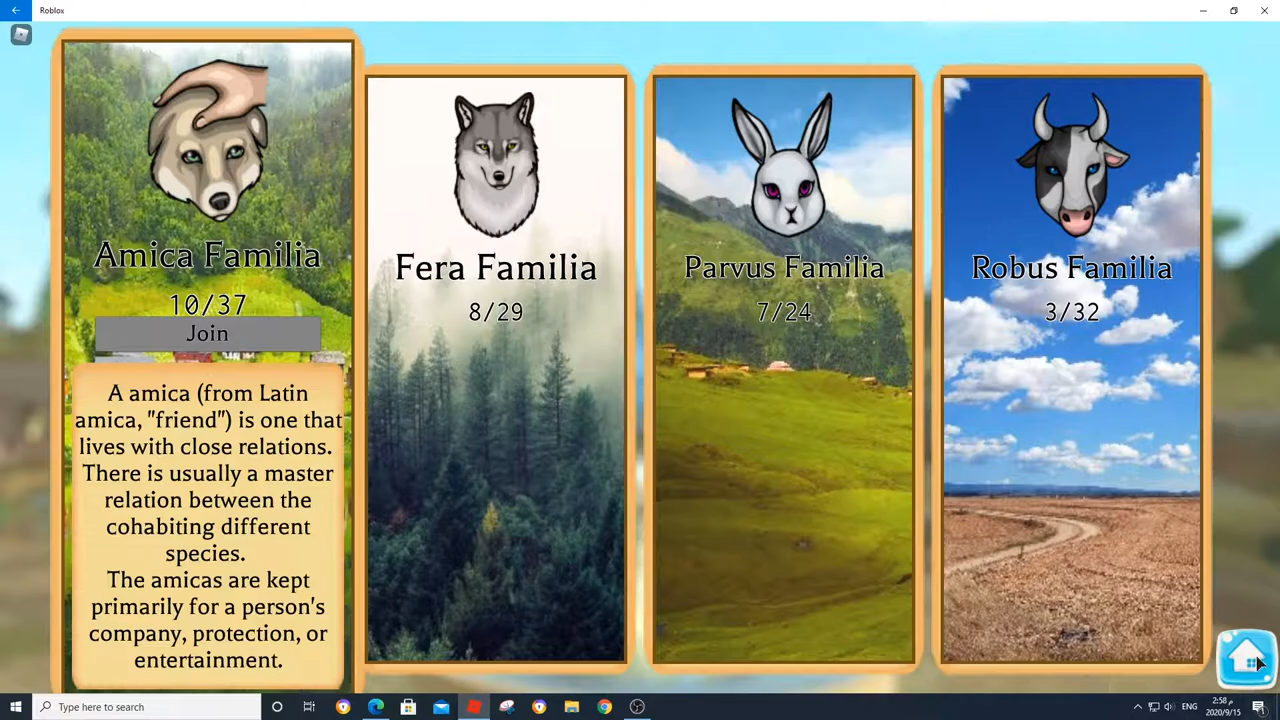 Roblox
Amica Familia
10/37
Join
A amica (from Latin
amica, "friend") is one that
lives with close relations.
There is usually a master
relation between the
cohabiting different
species.
The amicas are kept
primarily for a person's
company, protection, or
entertainment.
Fera Familia
8/29
Parvus Familia
7/24
Robus Familia
3/32
Type here to search
ENG
2:58 م
2020/9/15